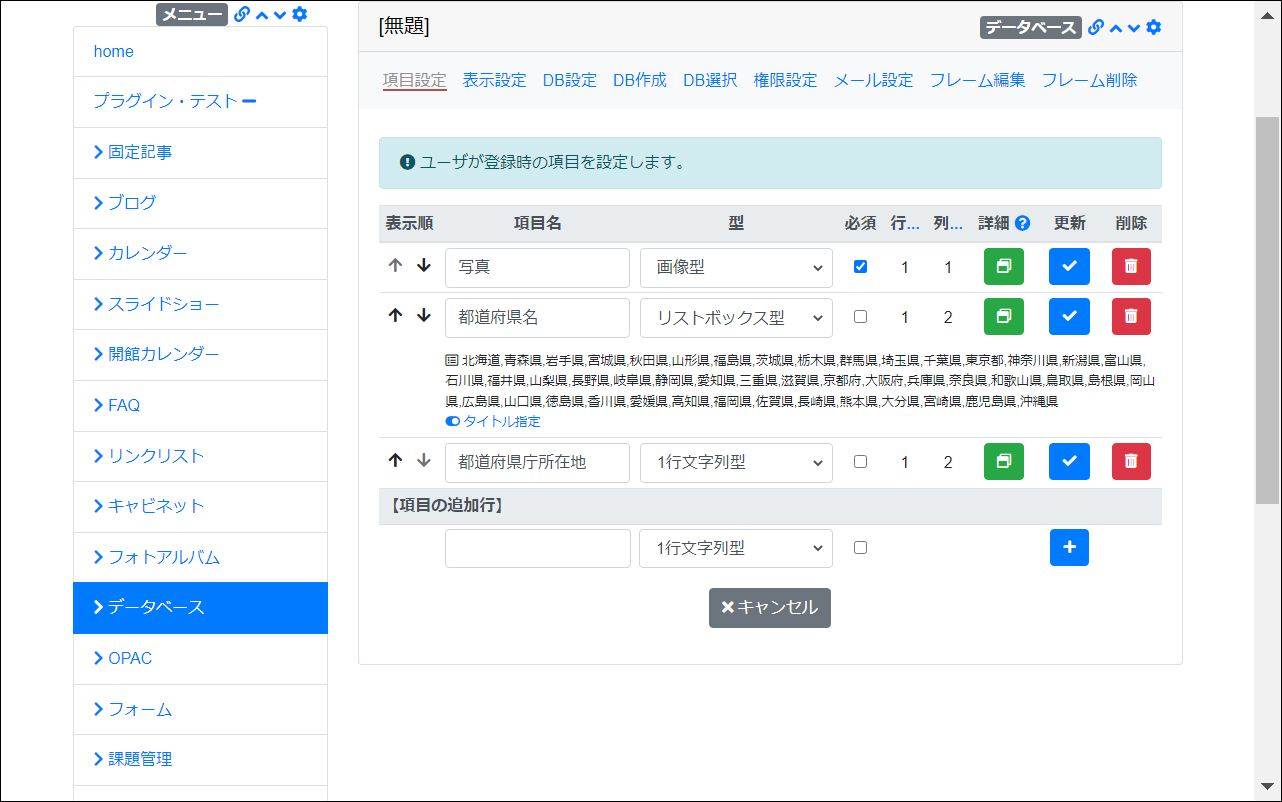 メニュー
home
プラグイン・テスト
固定記事
ブログ
カレンダー
スライドショー
開館カレンダー
FAQ
リンクリスト
キャビネット
フォトアルバム
データベース
OPAC
フォーム
課題管理
[無題]
データベース
項目設定 表示設定 DB設定 DB作成 DB選択 権限設定 メール設定 フレーム編集 フレーム削除
ユーザが登録時の項目を設定します。
表示順 項目名 型 必須 行... 列... 詳細 更新 削除
写真 画像型 1 1
都道府県名 リストボックス型 1 2
北海道,青森県,岩手県,宮城県,秋田県,山形県,福島県,茨城県,栃木県,群馬県,埼玉県,千葉県,東京都,神奈川県,新潟県,富山県,
石川県,福井県,山梨県,長野県,岐阜県,静岡県,愛知県,三重県,滋賀県,京都府,大阪府,兵庫県,奈良県,和歌山県,鳥取県,島根県,岡山
県,広島県,山口県,徳島県,香川県,愛媛県,高知県,福岡県,佐賀県,長崎県,熊本県,大分県,宮崎県,鹿児島県,沖縄県
タイトル指定
都道府県庁所在地 1行文字列型 1 2
【項目の追加行】
1行文字列型
キャンセル